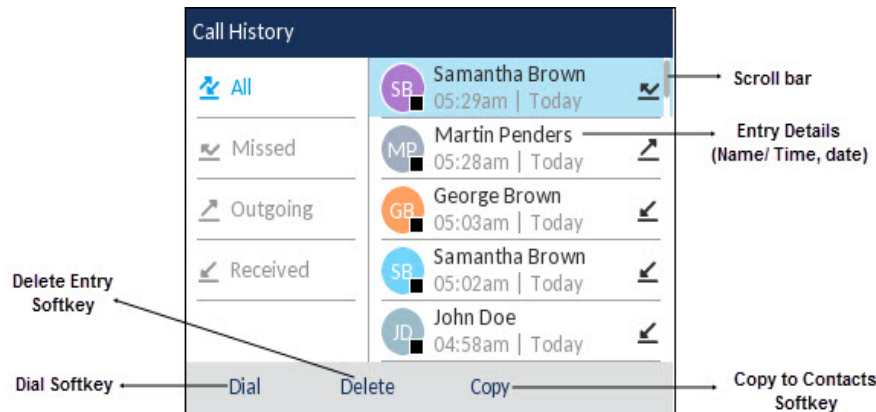 Call History
All
Missed
Outgoing
Received
SB
Samantha Brown
05:29am | Today
MP
Martin Penders
05:28am | Today
GB
George Brown
05:03am | Today
SB
Samantha Brown
05:02am | Today
JD
John Doe
04:58am | Today
Dial
Delete
Copy
Scroll bar
Entry Details
(Name/ Time, date)
Delete Entry
Softkey
Dial Softkey
Copy to Contacts
Softkey